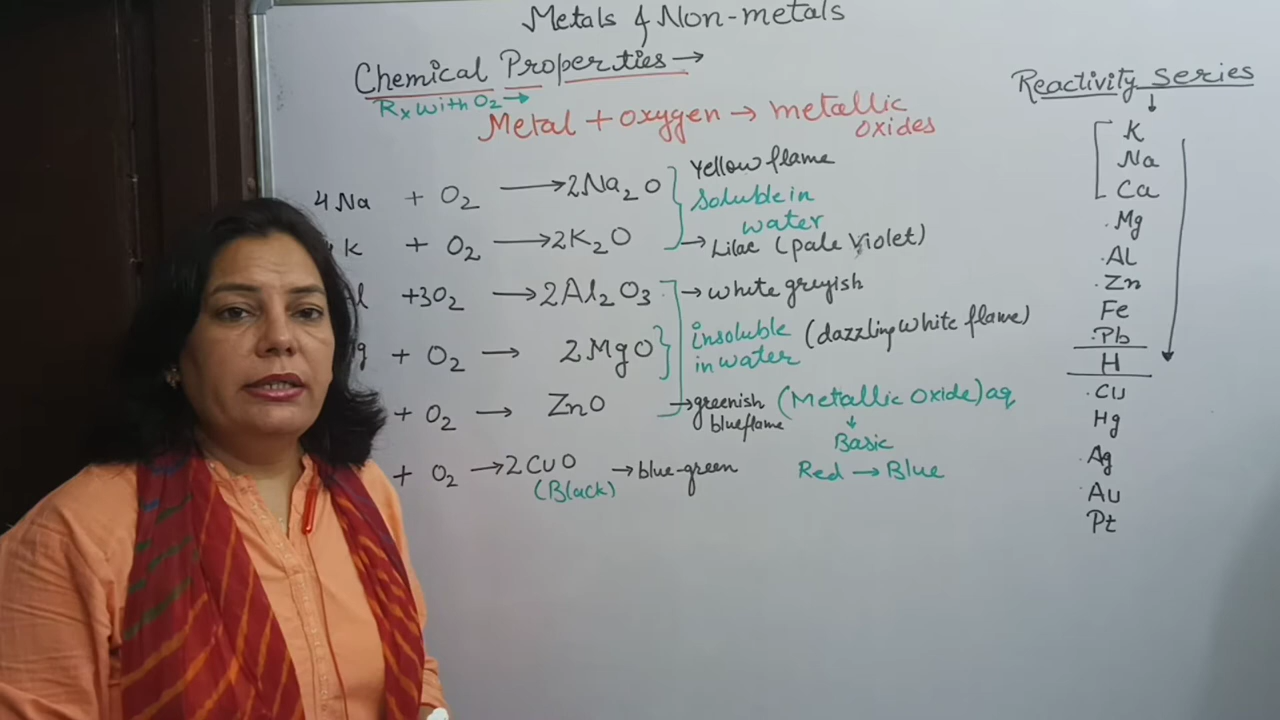 Metals & Non-metals
Chemical Properties →
Rx with O2 →
Metal + oxygen → metallic
oxides
4 Na + O2 → 2Na2O
Yellow flame
Soluble in
water
K + O2 → 2K2O → Lilac (pale violet)
+3O2 → 2Al2O3 → white greyish
+ O2 → 2MgO
insoluble
in water
(dazzling white flame)
+ O2 → ZnO → greenish
blue flame
(Metallic oxide) aq
↓
Basic
Red → Blue
+ O2 → 2CuO → blue-green
(Black)
Reactivity series
↓
K
Na
Ca
Mg
AL
Zn
Fe
Pb
H
Cu
Hg
Ag
Au
Pt